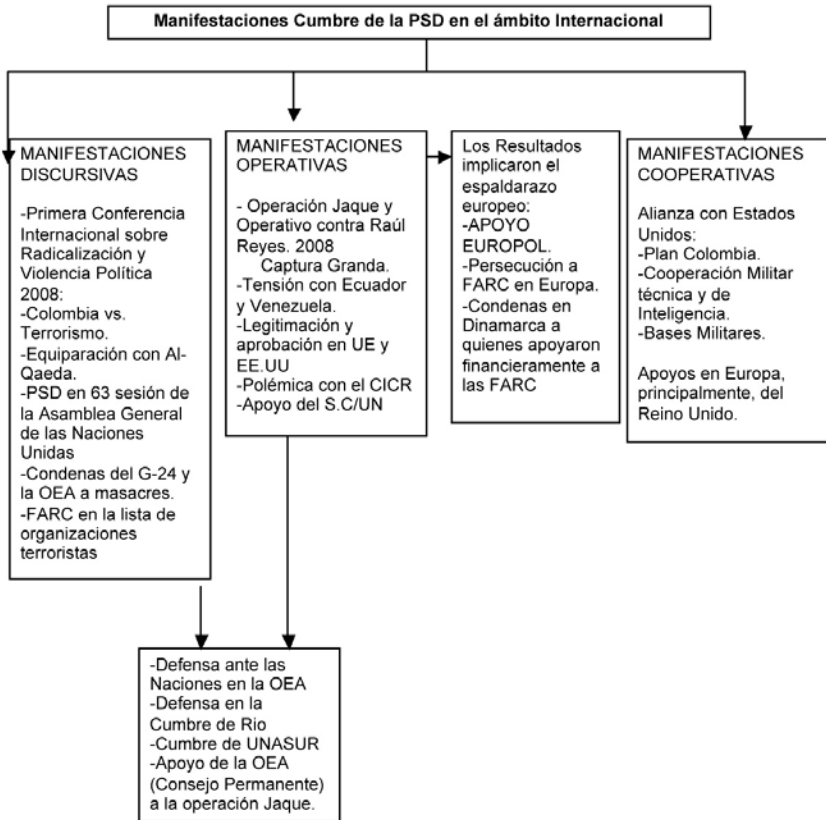 Manifestaciones Cumbre de la PSD en el ámbito Internacional
MANIFESTACIONES
DISCURSIVAS
-Primera Conferencia
Internacional sobre
Radicalización y
Violencia Política
2008:
-Colombia vs.
Terrorismo.
-Equiparación con Al-
Qaeda.
-PSD en 63 sesión de
la Asamblea General
de las Naciones
Unidas
-Condenas del G-24 y
la OEA a masacres.
-FARC en la lista de
organizaciones
terroristas
MANIFESTACIONES
OPERATIVAS
- Operación Jaque y
Operativo contra Raúl
Reyes. 2008
Captura Granda.
-Tensión con Ecuador
y Venezuela.
-Legitimación y
aprobación en UE y
EE.UU
-Polémica con el CICR
-Apoyo del S.C/UN
Los Resultados
implicaron el
espaldarazo
europeo:
-APOYO
EUROPOL.
-Persecución a
FARC en Europa.
-Condenas en
Dinamarca a
quienes apoyaron
financieramente a
las FARC
MANIFESTACIONES
COOPERATIVAS
Alianza con Estados
Unidos:
-Plan Colombia.
-Cooperación Militar
técnica y de
Inteligencia.
-Bases Militares.
Apoyos en Europa,
principalmente, del
Reino Unido.
-Defensa ante las
Naciones en la OEA
-Defensa en la
Cumbre de Rio
-Cumbre de UNASUR
-Apoyo de la OEA
(Consejo Permanente)
a la operación Jaque.